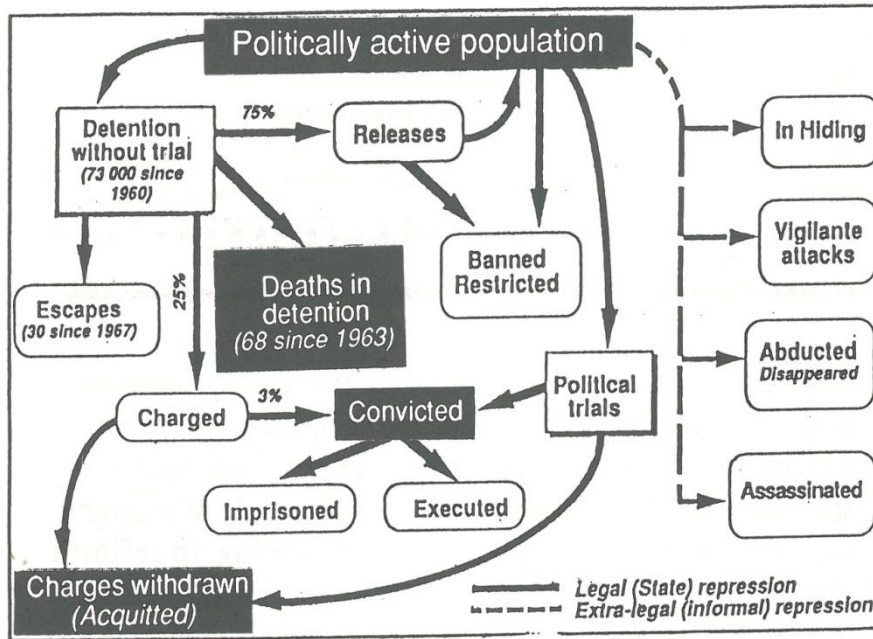 Politically active population
75%
Detention
without trial
(73 000 since
1960)
Releases
In Hiding
Vigilante
attacks
Banned
Restricted
Escapes
(30 since 1967)
25%
Deaths in
detention
(68 since 1963)
Abducted
Disappeared
Political
trials
Charged
3%
Convicted
Imprisoned
Executed
Assassinated
Charges withdrawn
(Acquitted)
Legal (State) repression
Extra-legal (informal) repression